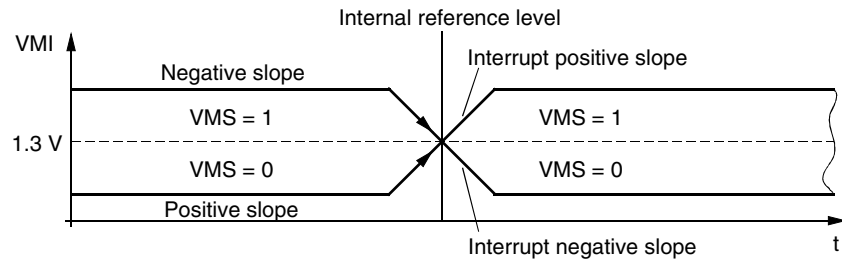 Internal reference level
VMI
Negative slope
Interrupt positive slope
VMS = 1
VMS = 1
1.3 V
VMS = 0
VMS = 0
Positive slope
Interrupt negative slope
t